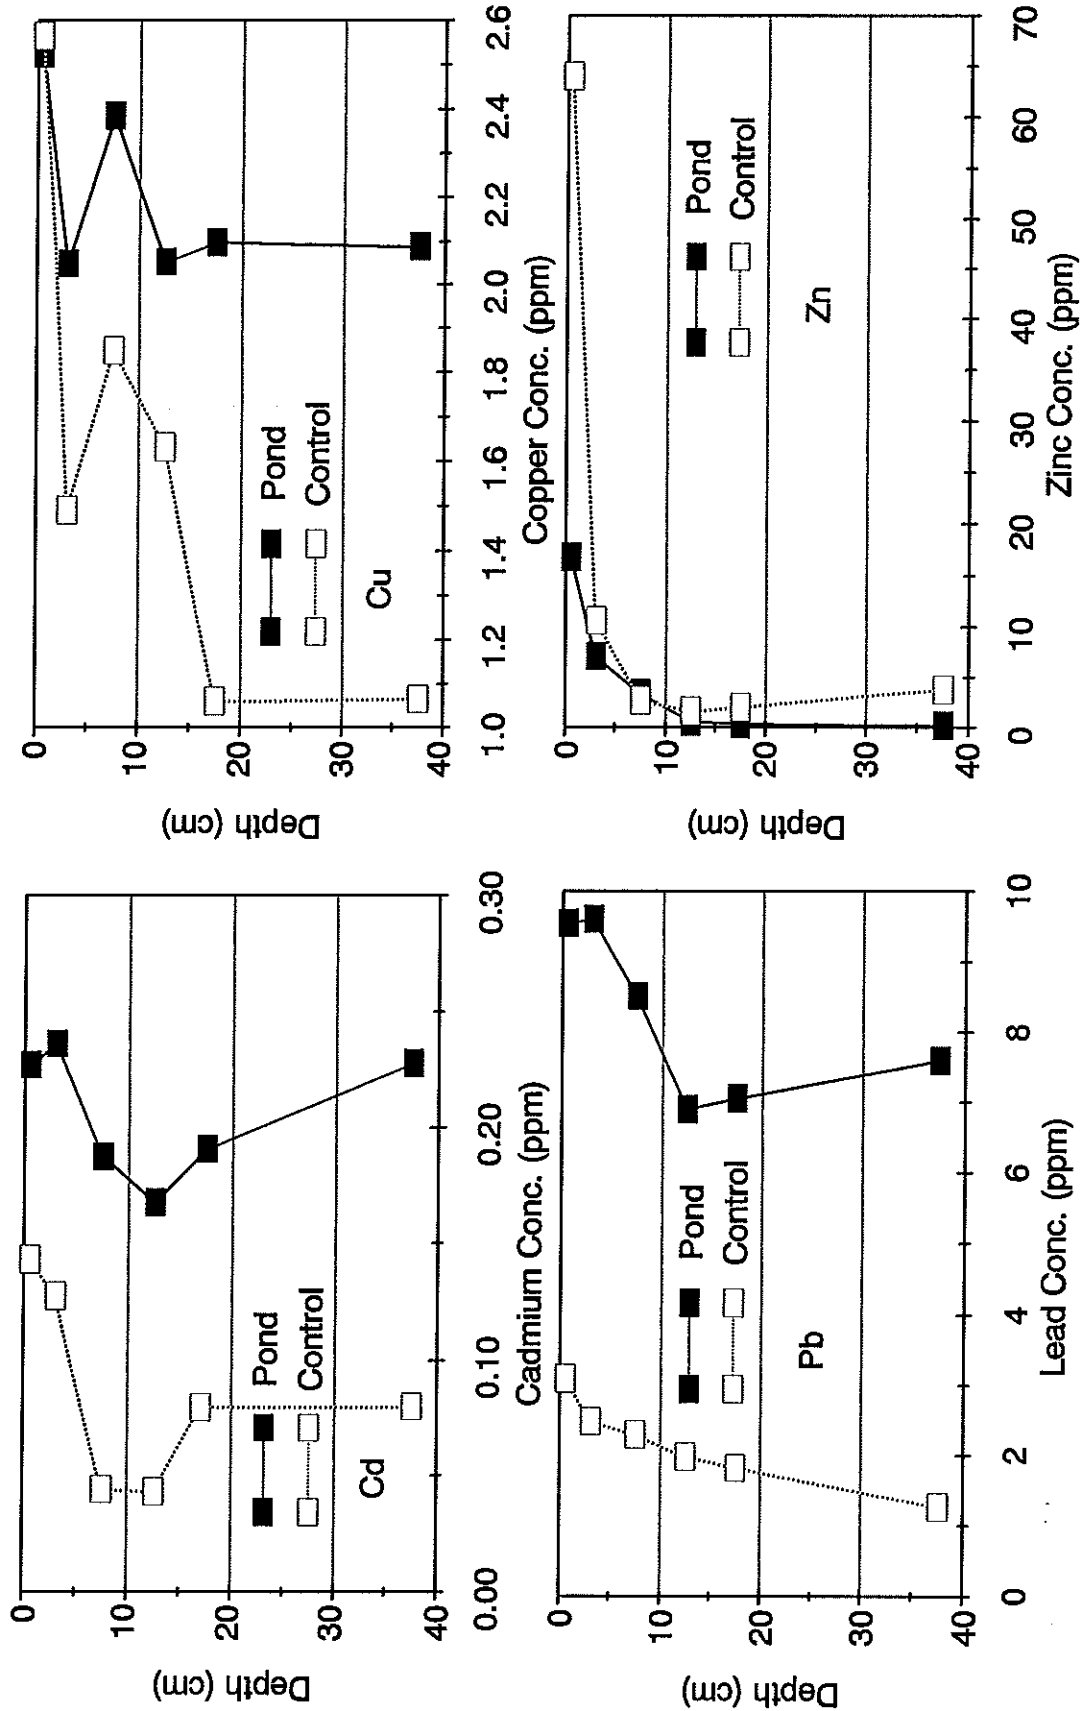 Depth (cm)
0
10
20
30
40
Pond
Control
Cd
0.00
0.10
0.20
0.30
Cadmium Conc. (ppm)
Depth (cm)
0
10
20
30
40
Pond
Control
Cu
1.0
1.2
1.4
1.6
1.8
2.0
2.2
2.4
2.6
Copper Conc. (ppm)
Depth (cm)
0
10
20
30
40
Pond
Control
Pb
0
2
4
6
8
10
Lead Conc. (ppm)
Depth (cm)
0
10
20
30
40
Pond
Control
Zn
0
10
20
30
40
50
60
70
Zinc Conc. (ppm)